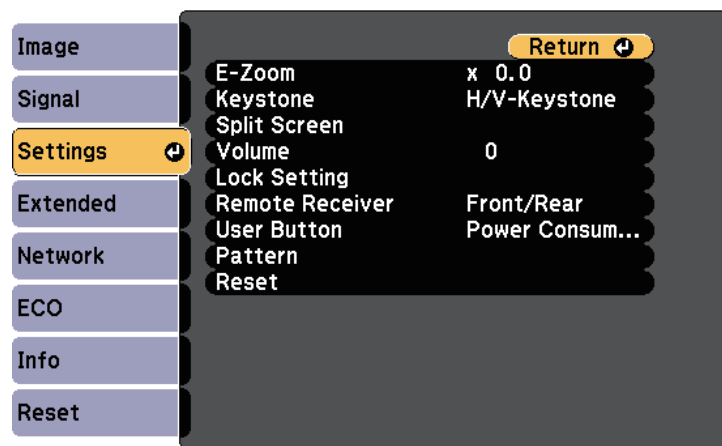 Image
Signal
Settings
Extended
Network
ECO
Info
Reset
Return
E-Zoom x 0.0
Keystone H/V-Keystone
Split Screen
Volume 0
Lock Setting
Remote Receiver Front/Rear
User Button Power Consum...
Pattern
Reset